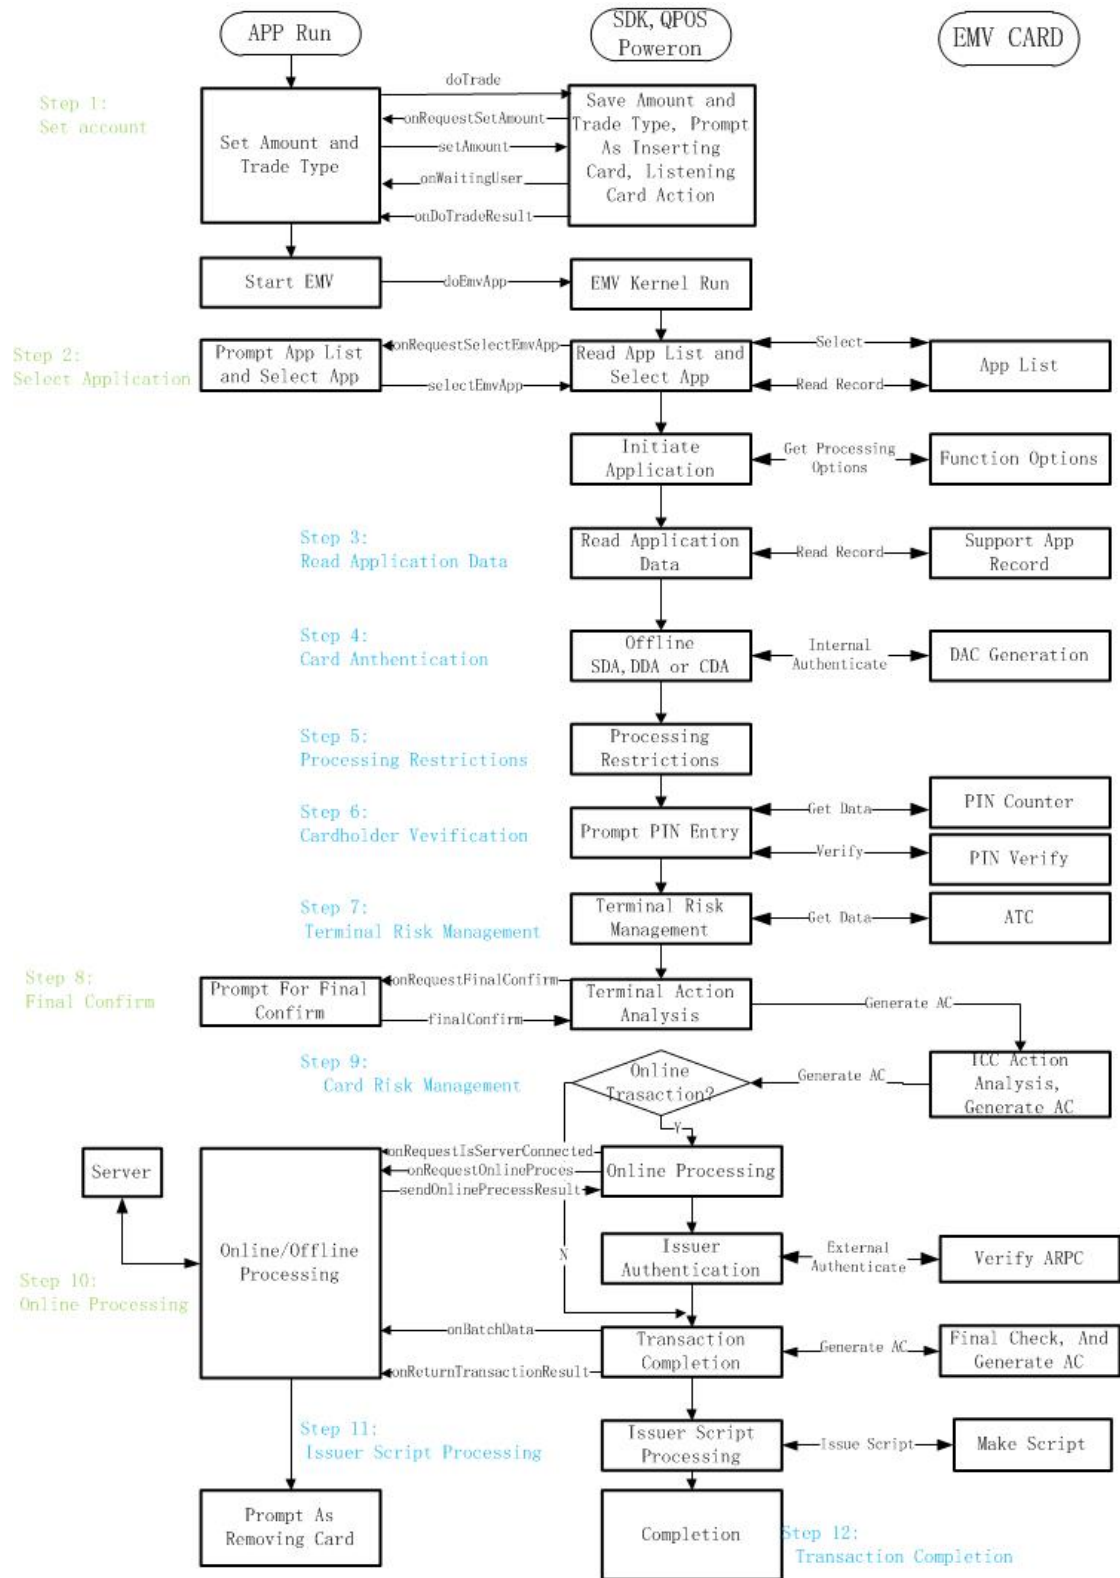 APP Run
SDK, QPOS
Poweron
EMV CARD
Step 1:
Set account
Set Amount and
Trade Type
doTrade
onRequestSetAmount
setAmount
onWaitingUser
onDoTradeResult
Save Amount and
Trade Type, Prompt
As Inserting
Card, Listening
Card Action
Start EMV
doEmvApp
EMV Kernel Run
Step 2:
Select Application
Prompt App List
and Select App
onRequestSelectEmvApp
selectEmvApp
Read App List and
Select App
Select
Read Record
App List
Initiate
Application
Get Processing
Options
Function Options
Step 3:
Read Application Data
Read Application
Data
Read Record
Support App
Record
Step 4:
Card Anthentication
Offline
SDA, DDA or CDA
Internal
Authenticate
DAC Generation
Step 5:
Processing Restrictions
Processing
Restrictions
Step 6:
Cardholder Vevification
Prompt PIN Entry
Get Data
Verify
PIN Counter
PIN Verify
Step 7:
Terminal Risk Management
Terminal Risk
Management
Get Data
ATC
Step 8:
Final Confirm
Prompt For Final
Confirm
onRequestFinalConfirm
finalConfirm
Terminal Action
Analysis
Generate AC
Step 9:
Card Risk Management
Online
Trasaction?
Generate AC
ICC Action
Analysis,
Generate AC
Y
N
Server
onRequestIsServerConnected
onRequestOnlineProces
sendOnlinePrecessResult
Online Processing
Online/Offline
Processing
Issuer
Authentication
External
Authenticate
Verify ARPC
Step 10:
Online Processing
onBatchData
onReturnTransactionResult
Transaction
Completion
Generate AC
Final Check, And
Generate AC
Step 11:
Issuer Script Processing
Issuer Script
Processing
Issue Script
Make Script
Prompt As
Removing Card
Completion
Step 12:
Transaction Completion